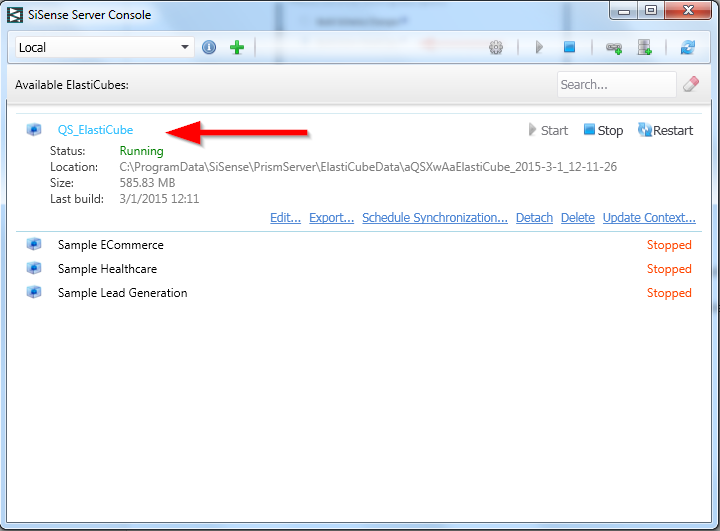 SiSense Server Console
Local
Available ElastiCubes:
Search...
QS_ElastiCube
Start Stop Restart
Status: Running
Location: C:\ProgramData\SiSense\PrismServer\ElastiCubeData\aQSXwAaElastiCube_2015-3-1_12-11-26
Size: 585.83 MB
Last build: 3/1/2015 12:11
Edit... Export... Schedule Synchronization... Detach Delete Update Context...
Sample ECommerce Stopped
Sample Healthcare Stopped
Sample Lead Generation Stopped